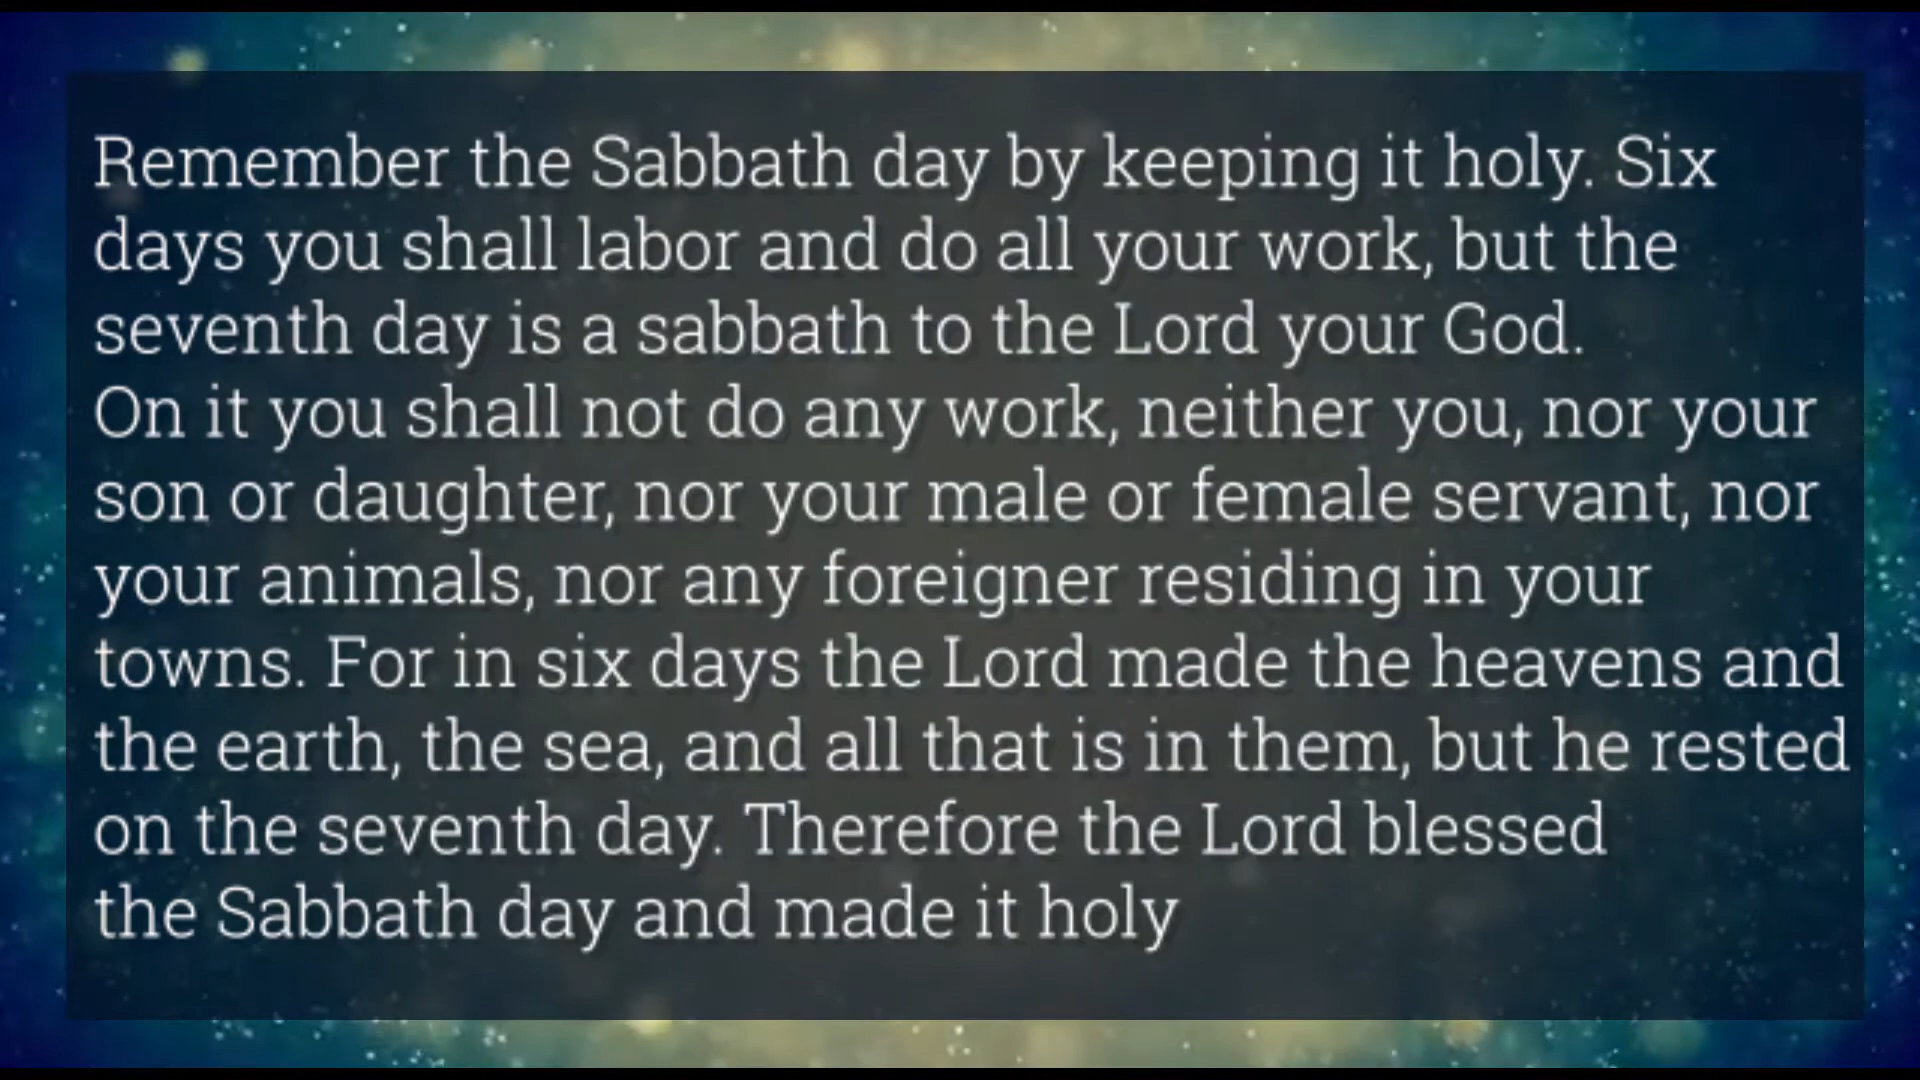 Remember the Sabbath day by keeping it holy. Six
days you shall labor and do all your work, but the
seventh day is a sabbath to the Lord your God.
On it you shall not do any work, neither you, nor your
son or daughter, nor your male or female servant, nor
your animals, nor any foreigner residing in your
towns. For in six days the Lord made the heavens and
the earth, the sea, and all that is in them, but he rested
on the seventh day. Therefore the Lord blessed
the Sabbath day and made it holy